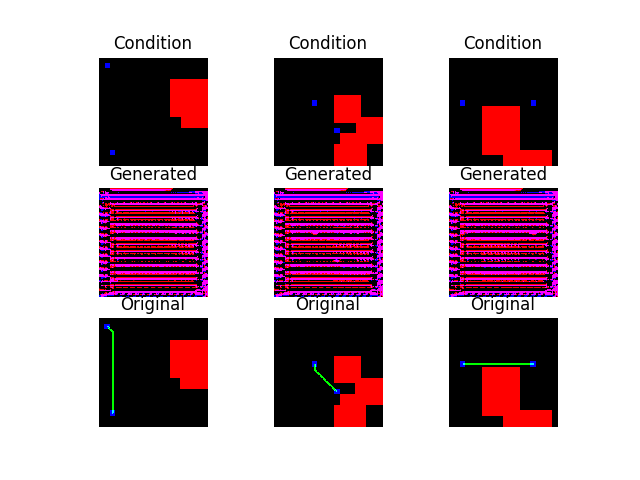 Condition Condition Condition
Generated Generated Generated
Original Original Original